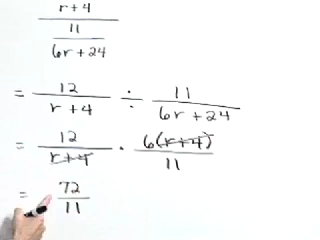 r + 4
11
6r + 24
= 12 / r + 4 ÷ 11 / 6r + 24
= 12 / r + 4 · 6(r + 4) / 11
= 72 / 11